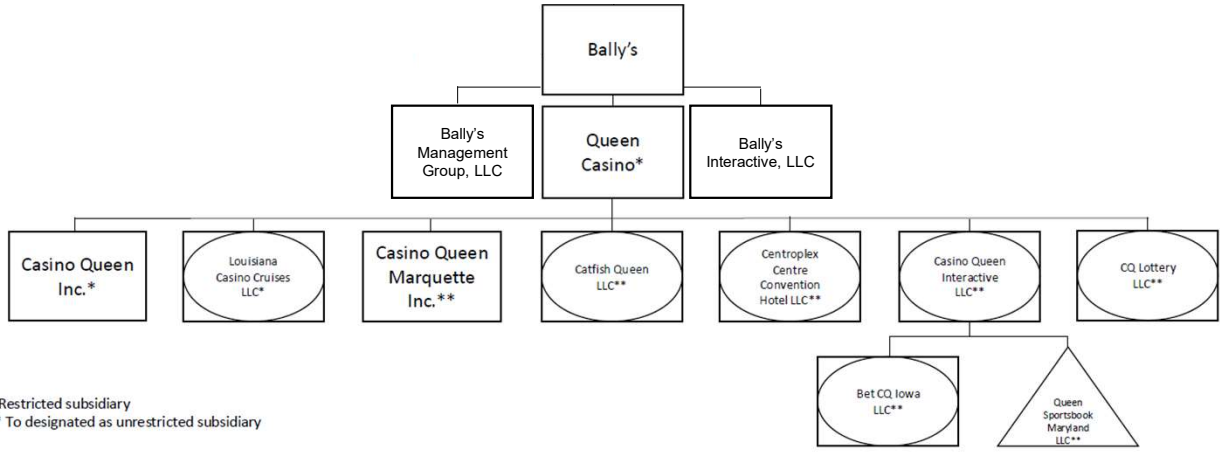 Bally's
Bally's
Management
Group, LLC
Queen
Casino*
Bally's
Interactive, LLC
Casino Queen
Inc.*
Louisiana
Casino Cruises
LLC*
Casino Queen
Marquette
Inc.**
Catfish Queen
LLC**
Centroplex
Centre
Convention
Hotel LLC**
Casino Queen
Interactive
LLC**
CQ Lottery
LLC**
Bet CQ Iowa
LLC**
Queen
Sportsbook
Maryland
LLC**
Restricted subsidiary
* To designated as unrestricted subsidiary